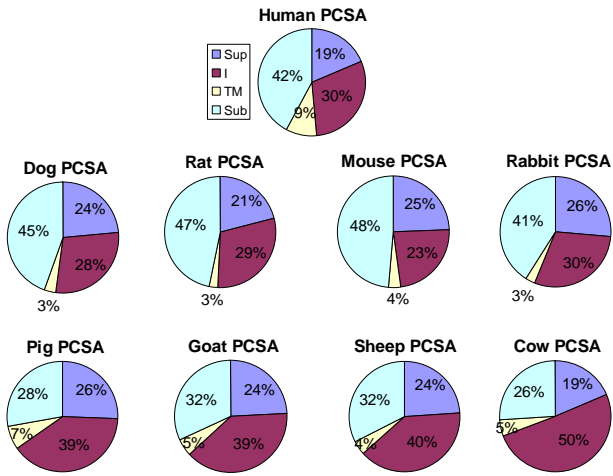 Human PCSA
Sup
I
TM
Sub
19%
30%
9%
42%
Dog PCSA
24%
28%
3%
45%
Rat PCSA
21%
29%
3%
47%
Mouse PCSA
25%
23%
4%
48%
Rabbit PCSA
26%
30%
3%
41%
Pig PCSA
26%
39%
7%
28%
Goat PCSA
24%
39%
5%
32%
Sheep PCSA
24%
40%
4%
32%
Cow PCSA
19%
50%
5%
26%